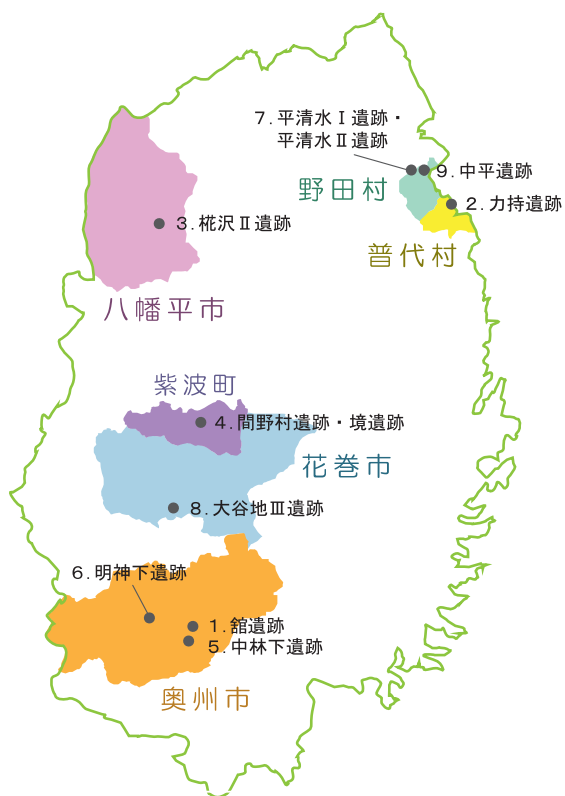 7.平清水Ⅰ遺跡・
平清水Ⅱ遺跡
9.中平遺跡
野田村
2.力持遺跡
3.椛沢Ⅱ遺跡
普代村
八幡平市
紫波町
4.間野村遺跡・境遺跡
花巻市
8.大谷地Ⅲ遺跡
6.明神下遺跡
1.舘遺跡
5.中林下遺跡
奥州市